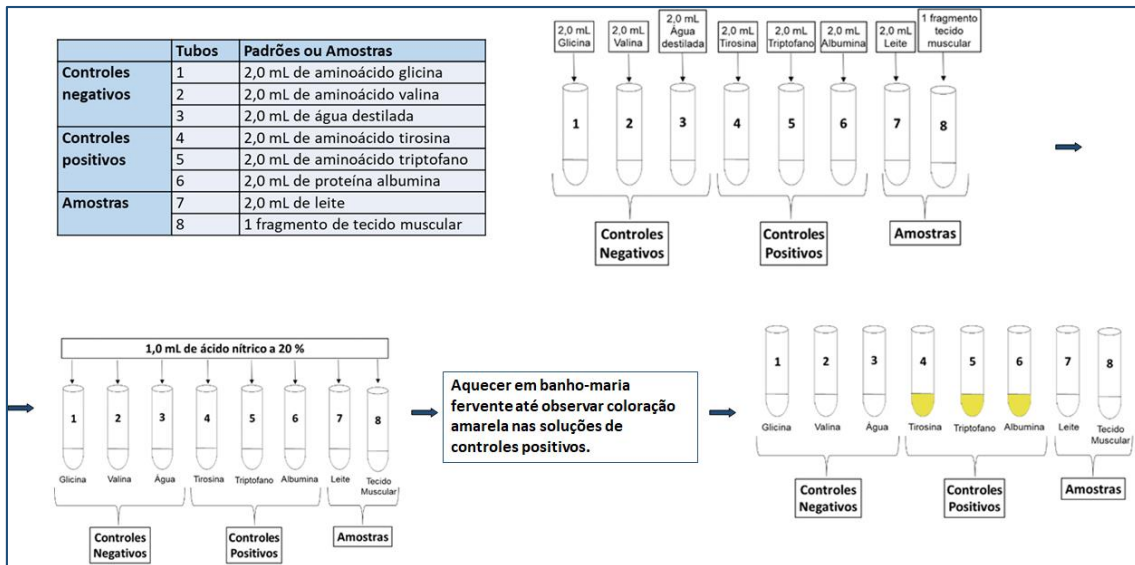 Tubos Padrões ou Amostras
Controles negativos 1 2,0 mL de aminoácido glicina
2 2,0 mL de aminoácido valina
3 2,0 mL de água destilada
Controles positivos 4 2,0 mL de aminoácido tirosina
5 2,0 mL de aminoácido triptofano
6 2,0 mL de proteína albumina
Amostras 7 2,0 mL de leite
8 1 fragmento de tecido muscular
2,0 mL Glicina
2,0 mL Valina
2,0 mL Água destilada
2,0 mL Tirosina
2,0 mL Triptofano
2,0 mL Albumina
2,0 mL Leite
1 fragmento tecido muscular
1 2 3 4 5 6 7 8
Controles Negativos
Controles Positivos
Amostras
1,0 mL de ácido nítrico a 20 %
1 2 3 4 5 6 7 8
Glicina Valina Água Tirosina Triptofano Albumina Leite Tecido Muscular
Controles Negativos
Controles Positivos
Amostras
Aquecer em banho-maria
fervente até observar coloração
amarela nas soluções de
controles positivos.
1 2 3 4 5 6 7 8
Glicina Valina Água Tirosina Triptofano Albumina Leite Tecido Muscular
Controles Negativos
Controles Positivos
Amostras